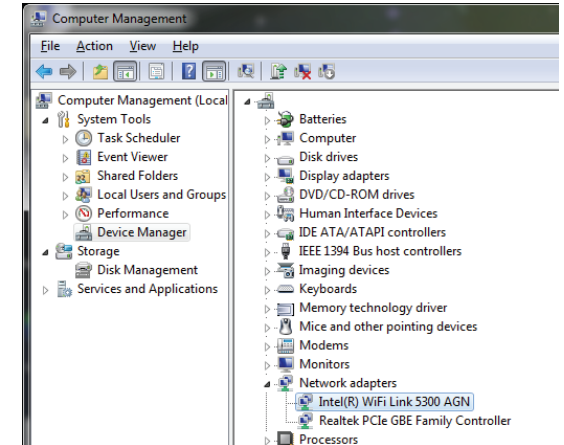 Computer Management
File Action View Help
Computer Management (Local
System Tools
Task Scheduler
Event Viewer
Shared Folders
Local Users and Groups
Performance
Device Manager
Storage
Disk Management
Services and Applications
Batteries
Computer
Disk drives
Display adapters
DVD/CD-ROM drives
Human Interface Devices
IDE ATA/ATAPI controllers
IEEE 1394 Bus host controllers
Imaging devices
Keyboards
Memory technology driver
Mice and other pointing devices
Modems
Monitors
Network adapters
Intel(R) WiFi Link 5300 AGN
Realtek PCIe GBE Family Controller
Processors